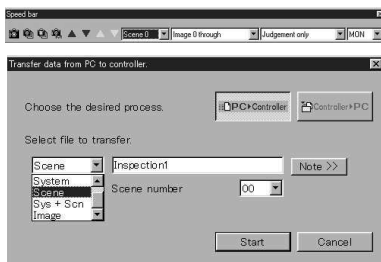 Speed bar
Scene 0 Image 0 through Judgement only MON
Transfer data from PC to controller.
Choose the desired process. PC▸Controller Controller▸PC
Select file to transfer.
Scene Inspection1 Note >>
System
Scene Scene number 00
Sys + Scn
Image
Start Cancel